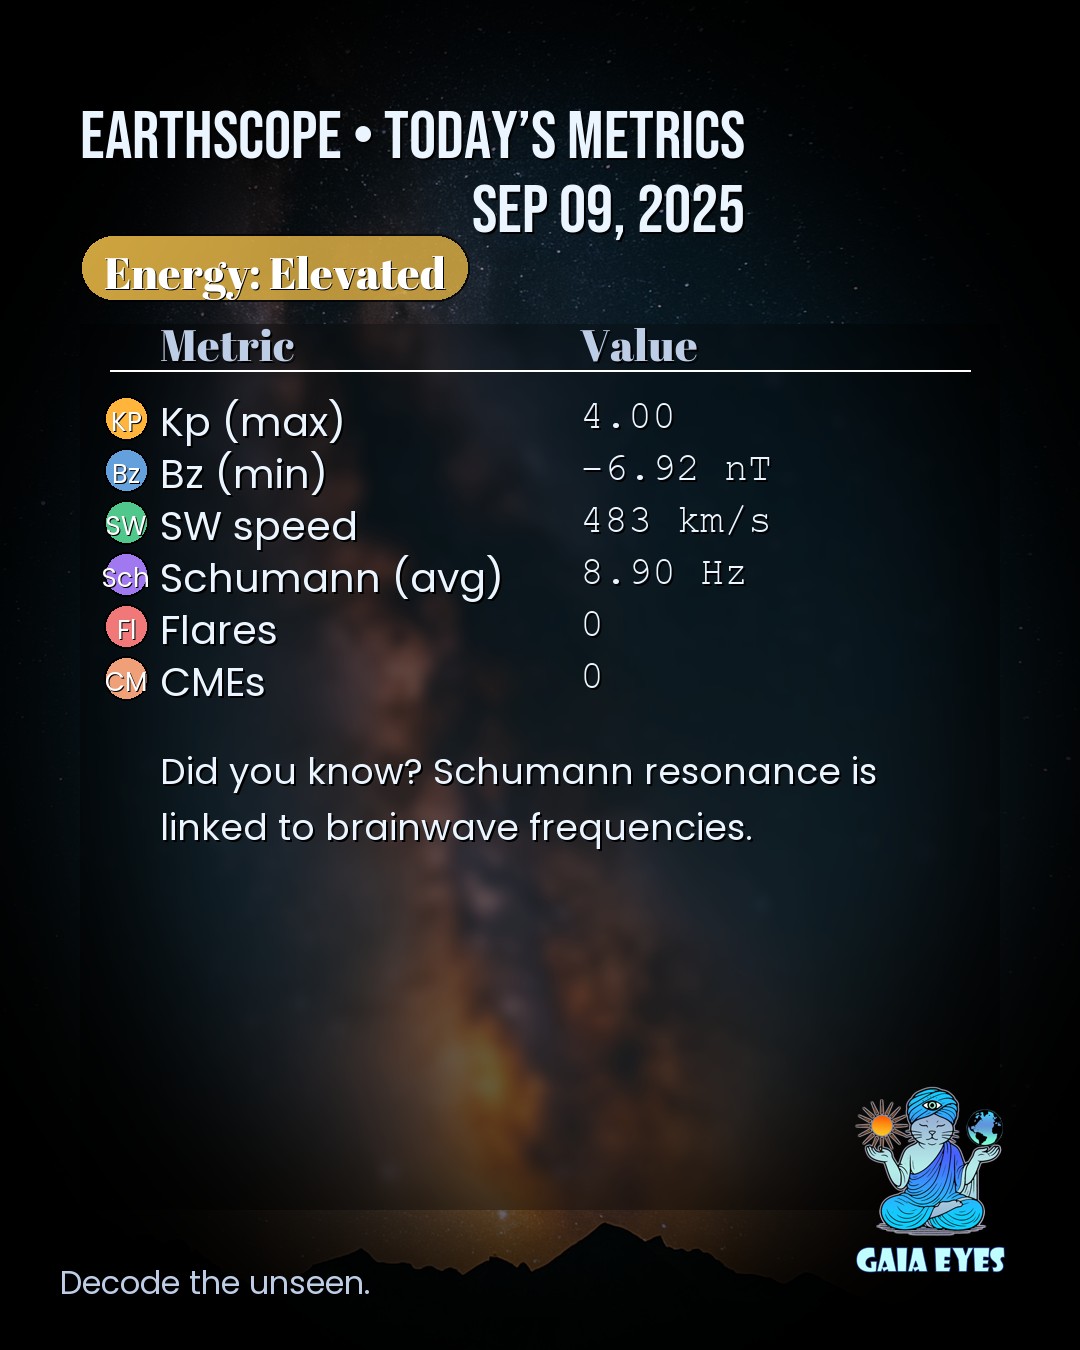 EARTHSCOPE • TODAY’S METRICS
SEP 09, 2025
Energy: Elevated
Metric Value
KP Kp (max) 4.00
Bz Bz (min) -6.92 nT
SW SW speed 483 km/s
Sch Schumann (avg) 8.90 Hz
Fl Flares 0
CM CMEs 0
Did you know? Schumann resonance is
linked to brainwave frequencies.
GAIA EYES
Decode the unseen.